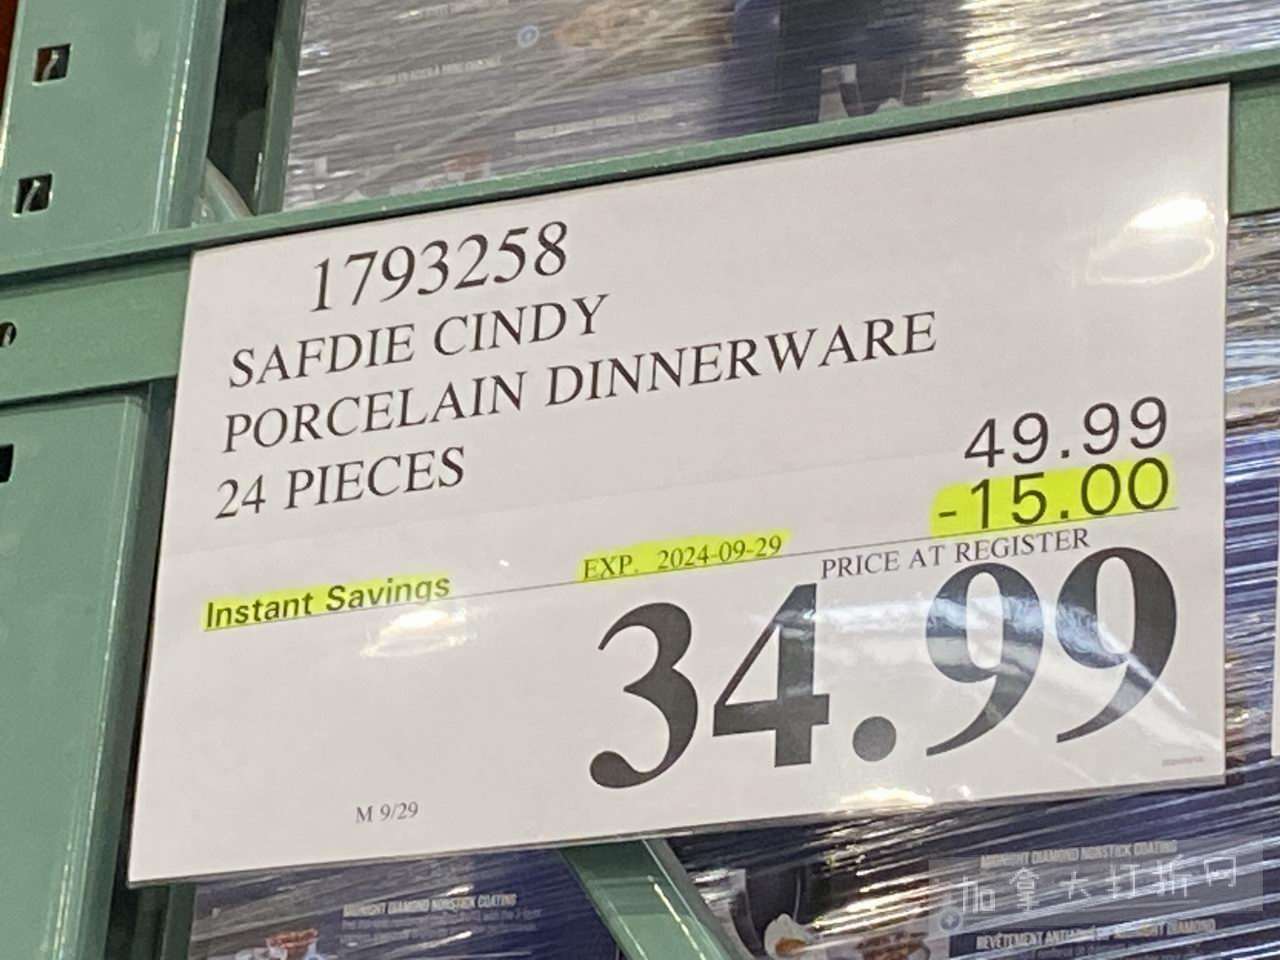 1793258
SAFDIE CINDY
PORCELAIN DINNERWARE
24 PIECES
49.99
-15.00
Instant Savings
EXP. 2024-09-29
PRICE AT REGISTER
34.99
M 9/29
MIDNIGHT DIAMOND NONSTICK COATING
MIDNIGHT DIAMOND NONSTICK COATING
加拿大打折网